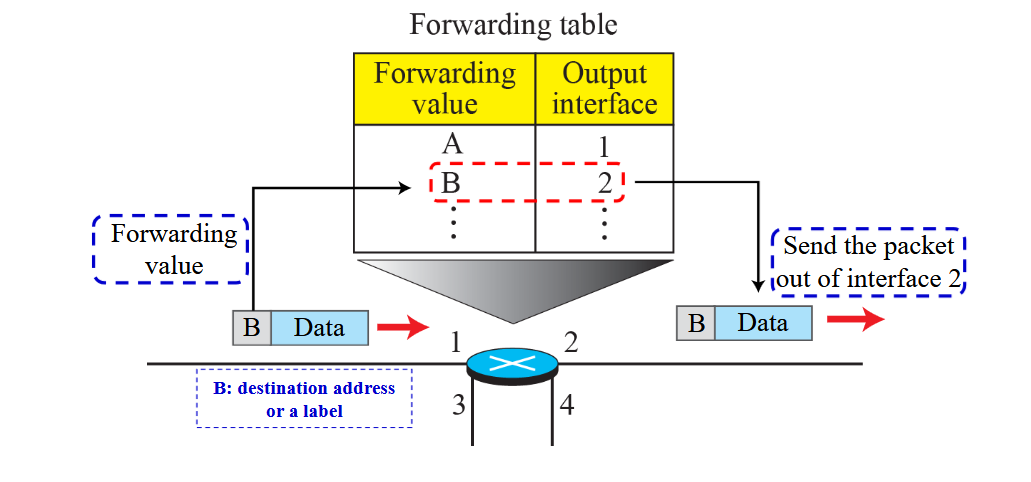 Forwarding table
Forwarding
value
Output
interface
A
1
B
2
Forwarding
value
Send the packet
out of interface 2
B
Data
B
Data
1
2
B: destination address
or a label
3
4